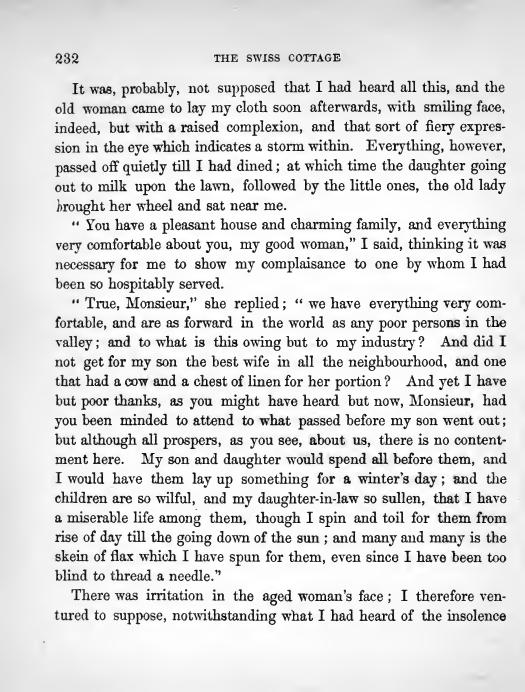 232 THE SWISS COTTAGE
It was, probably, not supposed that I had heard all this, and the
old woman came to lay my cloth soon afterwards, with smiling face,
indeed, but with a raised complexion, and that sort of fiery expres-
sion in the eye which indicates a storm within. Everything, however,
passed off quietly till I had dined; at which time the daughter going
out to milk upon the lawn, followed by the little ones, the old lady
brought her wheel and sat near me.
" You have a pleasant house and charming family, and everything
very comfortable about you, my good woman," I said, thinking it was
necessary for me to show my complaisance to one by whom I had
been so hospitably served.
" True, Monsieur," she replied; " we have everything very com-
fortable, and are as forward in the world as any poor persons in the
valley; and to what is this owing but to my industry? And did I
not get for my son the best wife in all the neighbourhood, and one
that had a cow and a chest of linen for her portion? And yet I have
but poor thanks, as you might have heard but now, Monsieur, had
you been minded to attend to what passed before my son went out;
but although all prospers, as you see, about us, there is no content-
ment here. My son and daughter would spend all before them, and
I would have them lay up something for a winter's day; and the
children are so wilful, and my daughter-in-law so sullen, that I have
a miserable life among them, though I spin and toil for them from
rise of day till the going down of the sun; and many and many is the
skein of flax which I have spun for them, even since I have been too
blind to thread a needle."
There was irritation in the aged woman's face; I therefore ven-
tured to suppose, notwithstanding what I had heard of the insolence